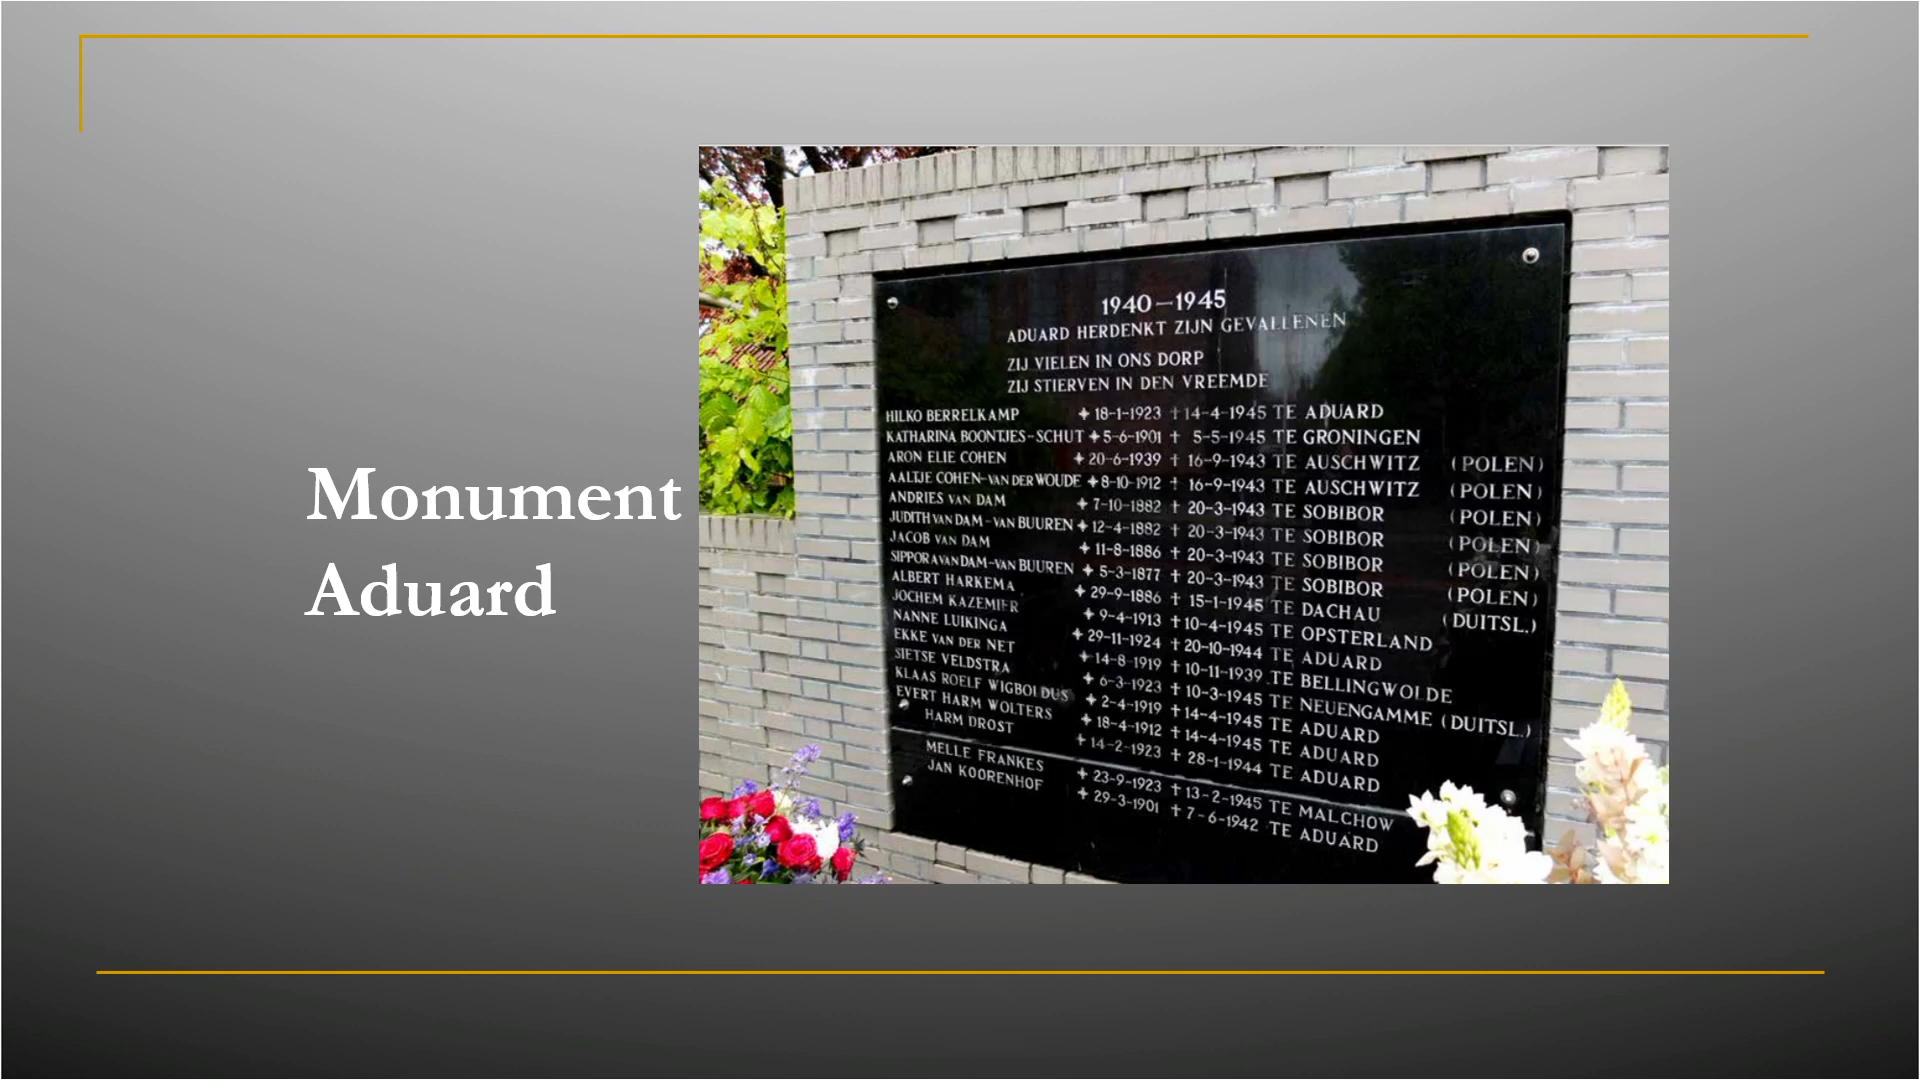 Monument
Aduard
1940–1945
ADUARD HERDENKT ZIJN GEVALLENEN
ZIJ VIELEN IN ONS DORP
ZIJ STIERVEN IN DEN VREEMDE
HILKO BERRELKAMP ✦ 18-1-1923 † 14-4-1945 TE ADUARD
KATHARINA BOONTJES-SCHUT ✦ 5-6-1901 † 5-5-1945 TE GRONINGEN
ARON ELIE COHEN ✦ 20-6-1939 † 16-9-1943 TE AUSCHWITZ (POLEN)
AALTJE COHEN-VAN DER WOUDE ✦ 8-10-1912 † 16-9-1943 TE AUSCHWITZ (POLEN)
ANDRIES VAN DAM ✦ 7-10-1882 † 20-3-1943 TE SOBIBOR (POLEN)
JUDITH VAN DAM-VAN BUUREN ✦ 12-4-1882 † 20-3-1943 TE SOBIBOR (POLEN)
JACOB VAN DAM ✦ 11-8-1886 † 20-3-1943 TE SOBIBOR (POLEN)
SIPPORA VAN DAM-VAN BUUREN ✦ 5-3-1877 † 20-3-1943 TE SOBIBOR (POLEN)
ALBERT HARKEMA ✦ 29-9-1886 † 15-1-1945 TE DACHAU (DUITSL.)
JOCHEM KAZEMIER ✦ 9-4-1913 † 10-4-1945 TE OPSTERLAND
NANNE LUIKINGA ✦ 29-11-1924 † 20-10-1944 TE ADUARD
EKKE VAN DER NET ✦ 14-8-1919 † 10-11-1939 TE BELLINGWOLDE
SIETSE VELDSTRA ✦ 6-3-1923 † 10-3-1945 TE NEUENGAMME (DUITSL.)
KLAAS ROELF WIGBOLDUS ✦ 2-4-1919 † 14-4-1945 TE ADUARD
EVERT HARM WOLTERS ✦ 18-4-1912 † 14-4-1945 TE ADUARD
HARM DROST ✦ 14-2-1923 † 28-1-1944 TE ADUARD
MELLE FRANKES ✦ 23-9-1923 † 13-2-1945 TE MALCHOW
JAN KOORENHOF ✦ 29-3-1901 † 7-6-1942 TE ADUARD